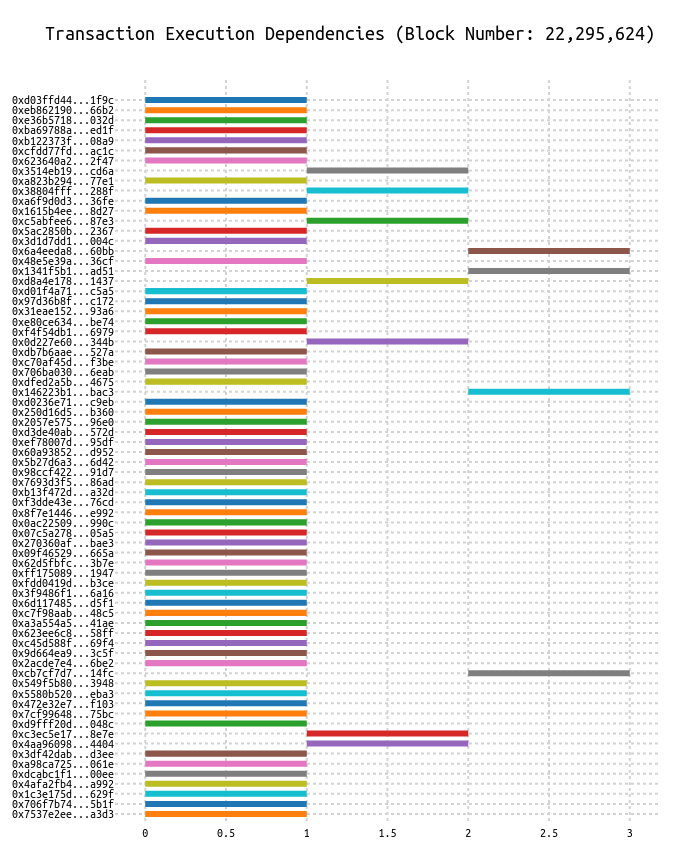 Transaction Execution Dependencies (Block Number: 22,295,624)
0xd03ffd44...1f9c
0xeb862190...66b2
0xe36b5718...032d
0xba69788a...ed1f
0xb122373f...08a9
0xcfdd77fd...ac1c
0x623640a2...2f47
0x3514eb19...cd6a
0xa823b294...77e1
0x38804fff...288f
0xa6f9d0d3...36fe
0x1615b4ee...8d27
0xc5abfee6...87e3
0x5ac2850b...2367
0x3d1d7dd1...004c
0x6a4eeda8...60bb
0x48e5e39a...36cf
0x1341f5b1...ad51
0xd8a4e178...1437
0xd01f4a71...c5a5
0x97d36b8f...c172
0x31eae152...93a6
0xe80ce634...be74
0xf4f54db1...6979
0x0d227e60...344b
0xdb7b6aae...527a
0xc70af45d...f3be
0x706ba030...6eab
0xdfed2a5b...4675
0x146223b1...bac3
0xd0236e71...c9eb
0x250d16d5...b360
0x2057e575...96e0
0xd3de40ab...572d
0xef78007d...95df
0x60a93852...d952
0x5b27d6a3...6d42
0x98ccf422...91d7
0x7693d3f5...86ad
0xb13f472d...a32d
0xf3dde43e...76cd
0x8f7e1446...e992
0x0ac22509...990c
0x07c5a278...05a5
0x270360af...bae3
0x09f46529...665a
0x62d5fbfc...3b7e
0xff175089...1947
0xfdd0419d...b3ce
0x3f9486f1...6a16
0x6d117485...d5f1
0xc7f98aab...48c5
0xa3a554a5...41ae
0x623ee6c8...58ff
0xc45d588f...69f4
0x9d664ea9...3c5f
0x2acde7e4...6be2
0xcb7cf7d7...14fc
0x549f5b80...3948
0x5580b520...eba3
0x472e32e7...f103
0x7cf99648...75bc
0xd9fff20d...048c
0xc3ec5e17...8e7e
0x4aa96098...4404
0x3df42dab...d3ee
0xa98ca725...061e
0xdcabc1f1...00ee
0x4afa2fb4...a992
0x1c3e175d...629f
0x706f7b74...5b1f
0x7537e2ee...a3d3
0 0.5 1 1.5 2 2.5 3